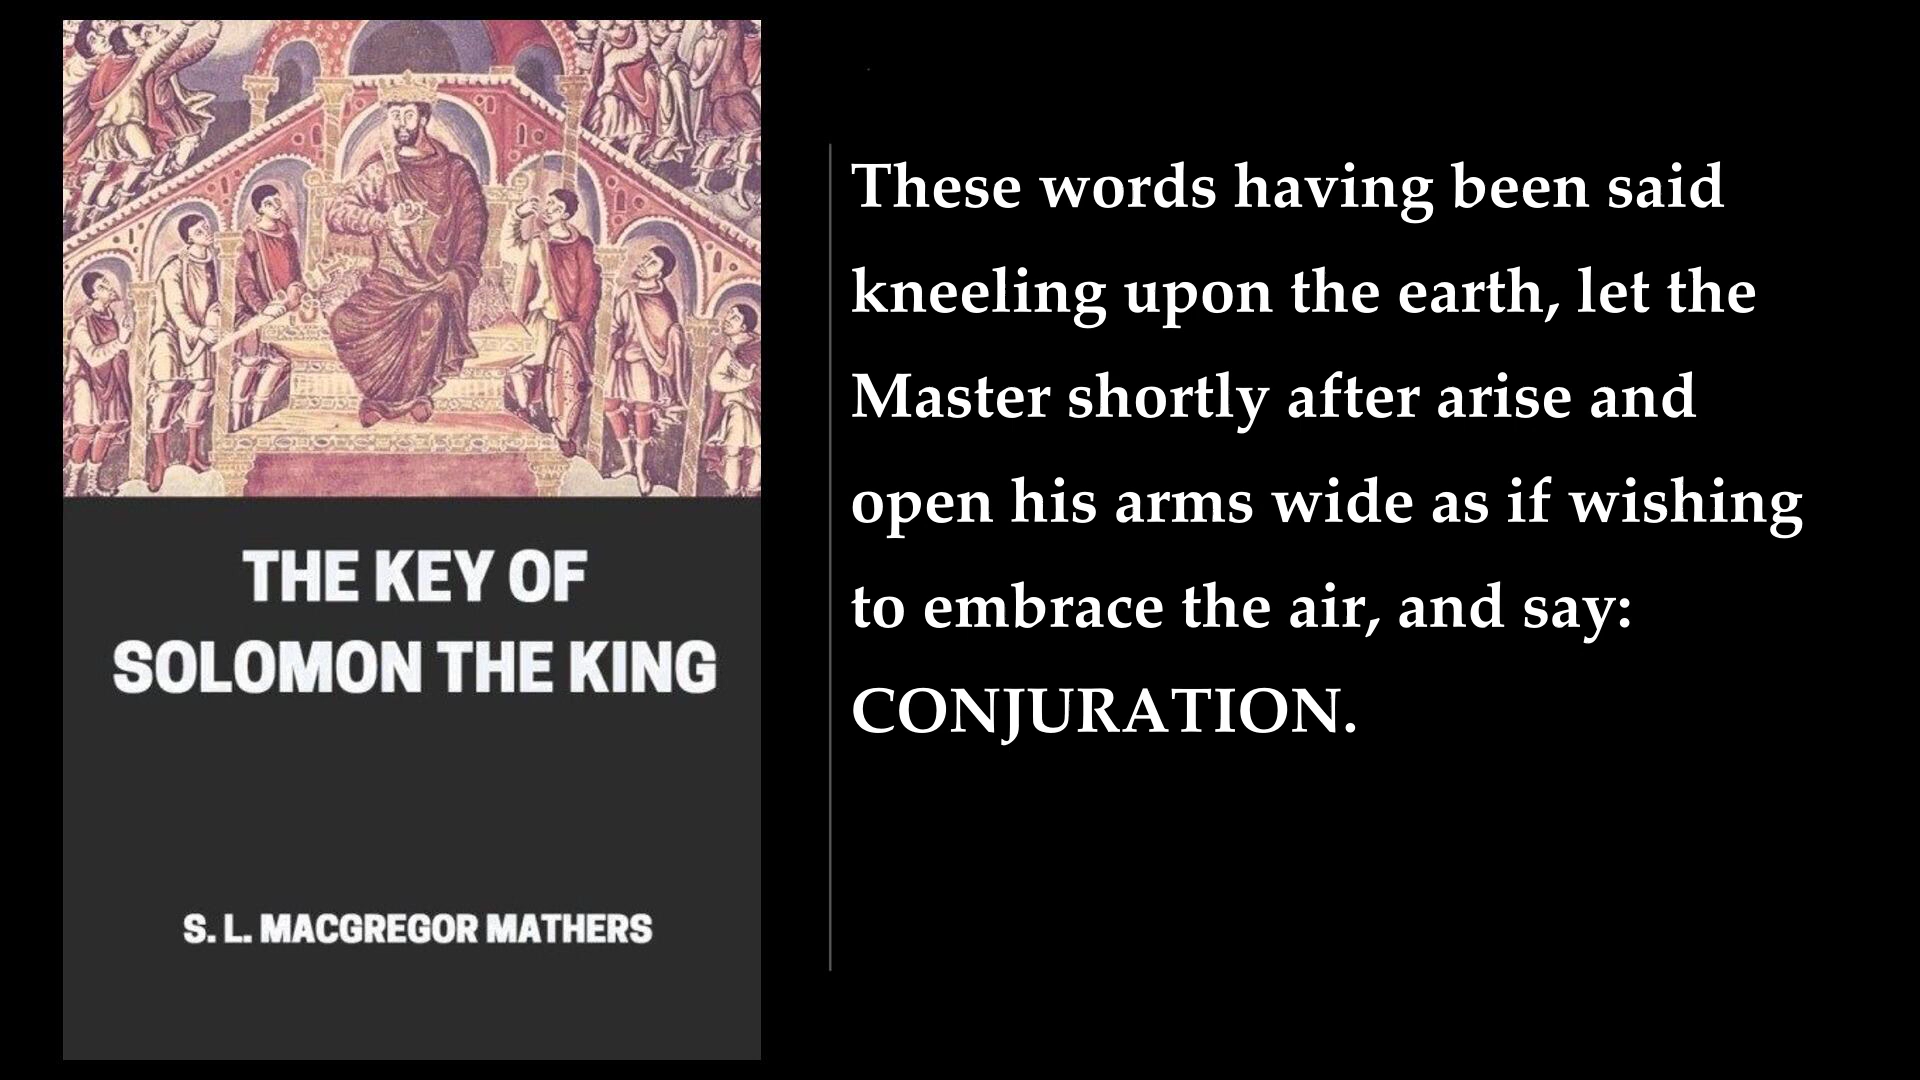 THE KEY OF
SOLOMON THE KING
S. L. MACGREGOR MATHERS
These words having been said
kneeling upon the earth, let the
Master shortly after arise and
open his arms wide as if wishing
to embrace the air, and say:
CONJURATION.